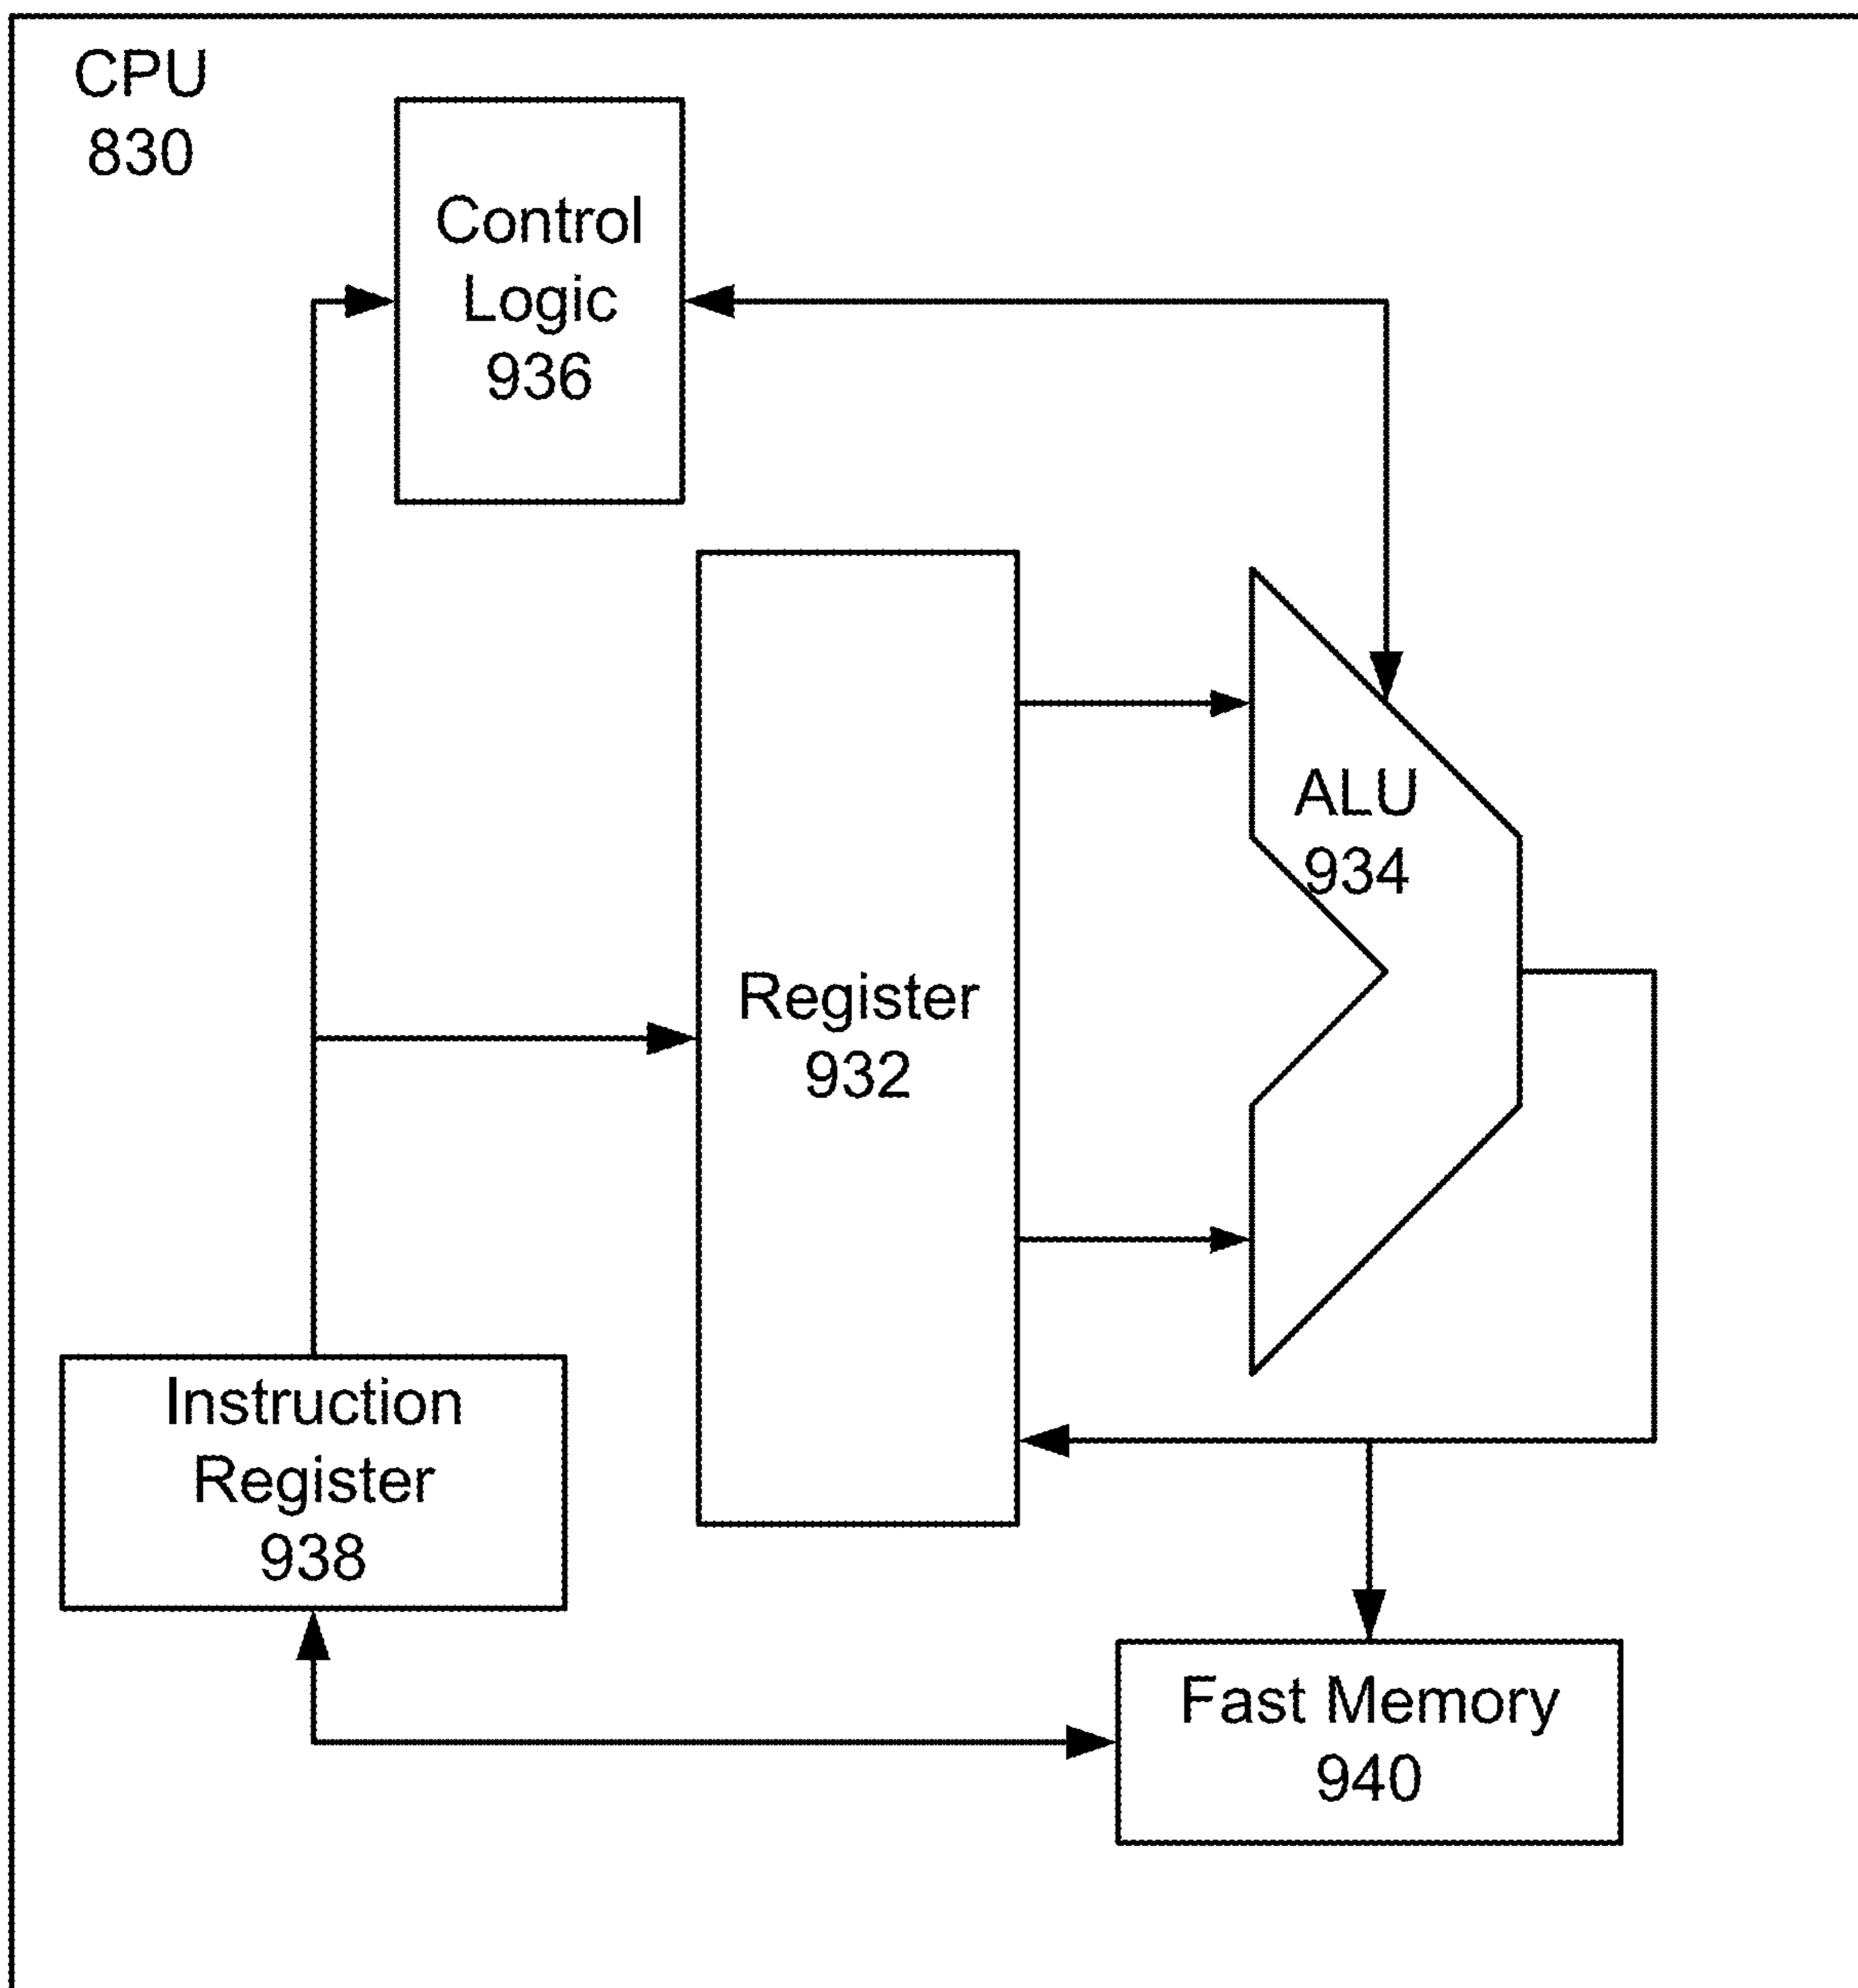 CPU
830
Control
Logic
936
ALU
934
Register
932
Instruction
Register
938
Fast Memory
940